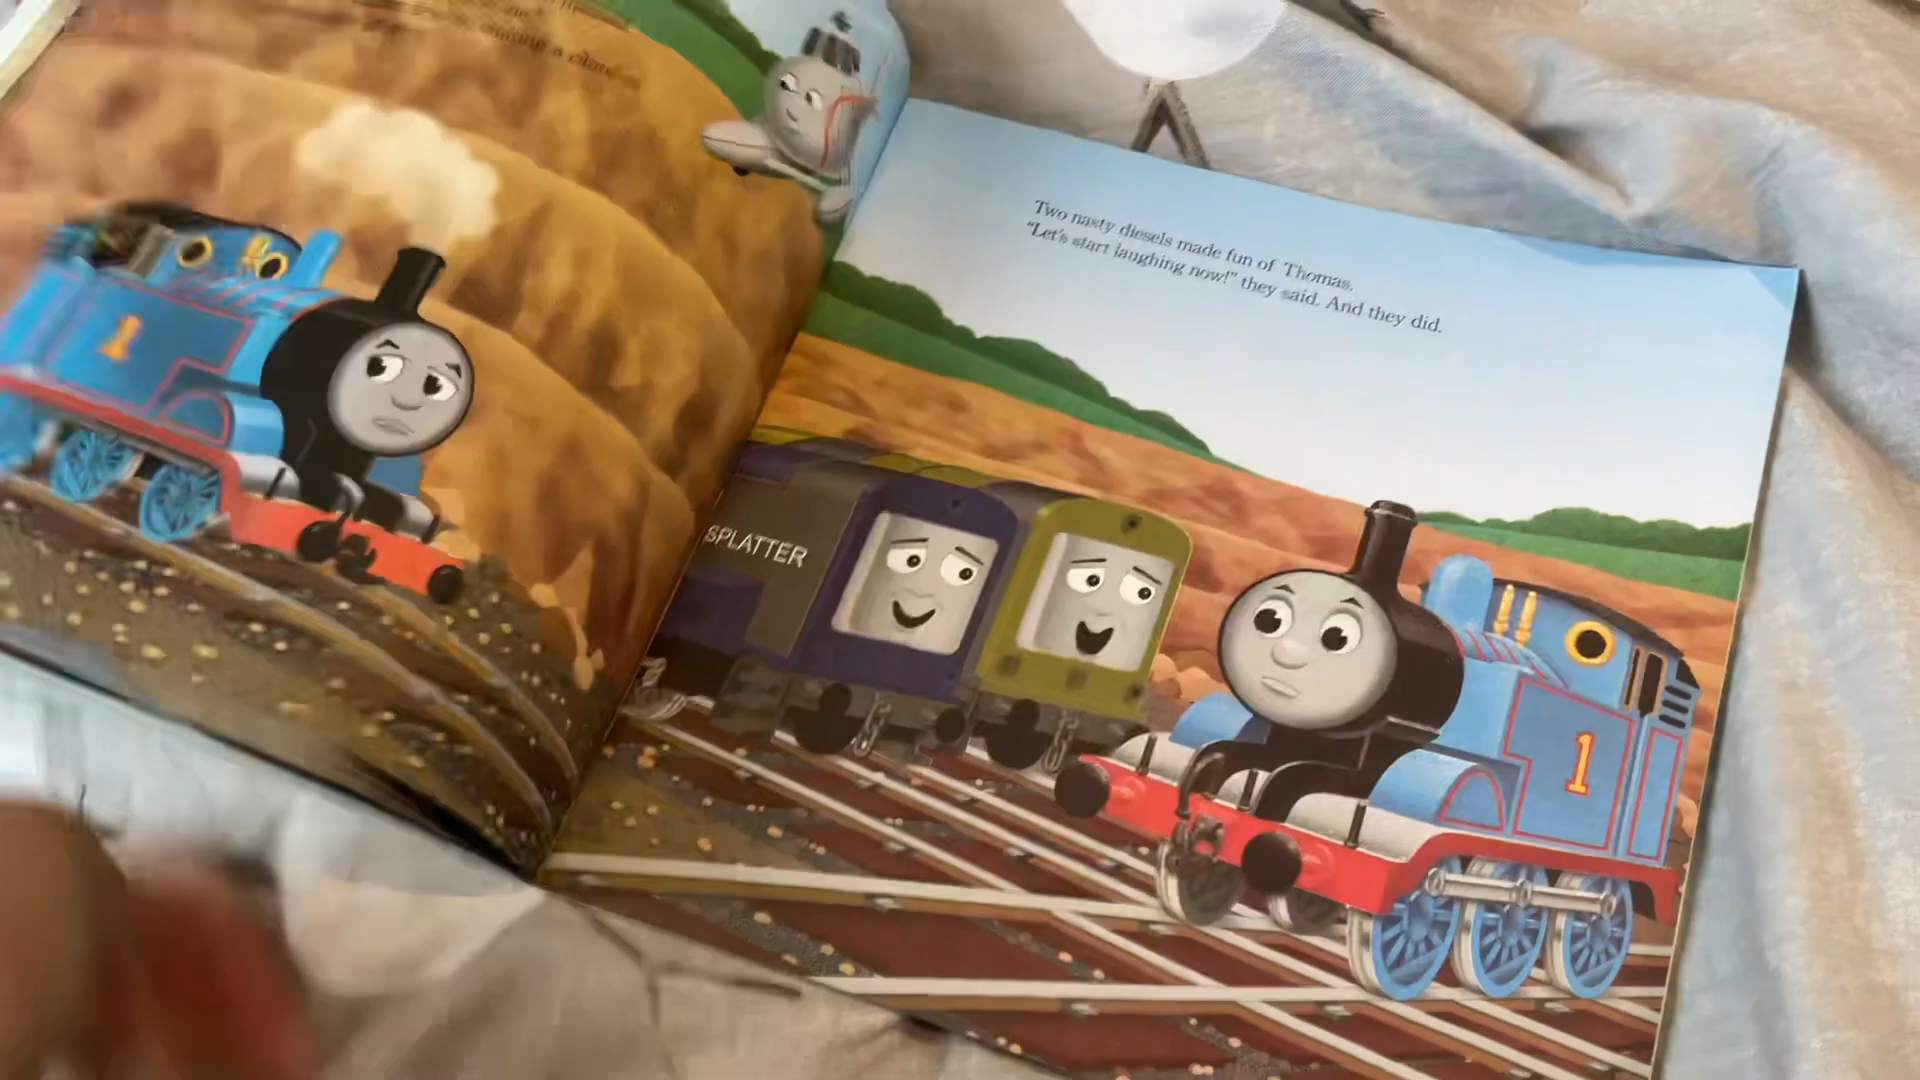 making a
1
Two nasty diesels made fun of Thomas.
"Let's start laughing now!" they said. And they did.
SPLATTER
1